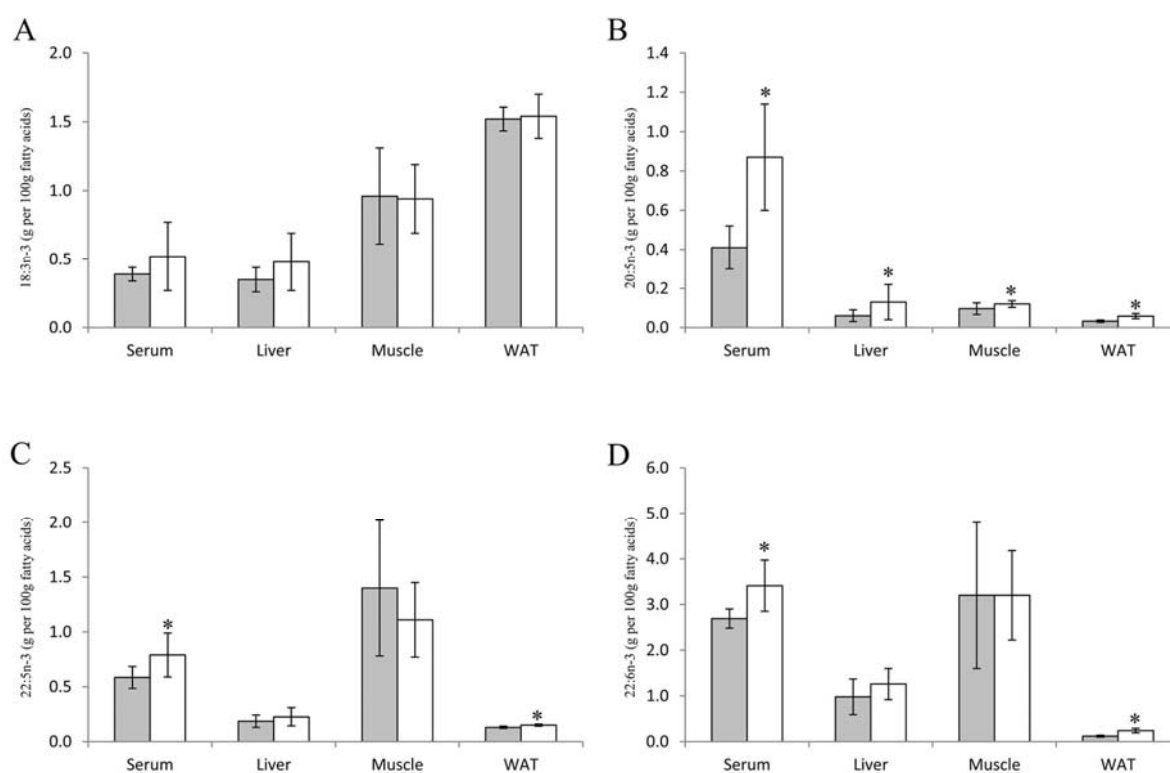 A
18:3n-3 (g per 100g fatty acids)
2.0
1.5
1.0
0.5
0.0
Serum Liver Muscle WAT
B
20:5n-3 (g per 100g fatty acids)
1.4
1.2
1.0
0.8
0.6
0.4
0.2
0.0
*
*
*
*
Serum Liver Muscle WAT
C
22:5n-3 (g per 100g fatty acids)
2.5
2.0
1.5
1.0
0.5
0.0
*
*
Serum Liver Muscle WAT
D
22:6n-3 (g per 100g fatty acids)
6.0
5.0
4.0
3.0
2.0
1.0
0.0
*
*
Serum Liver Muscle WAT